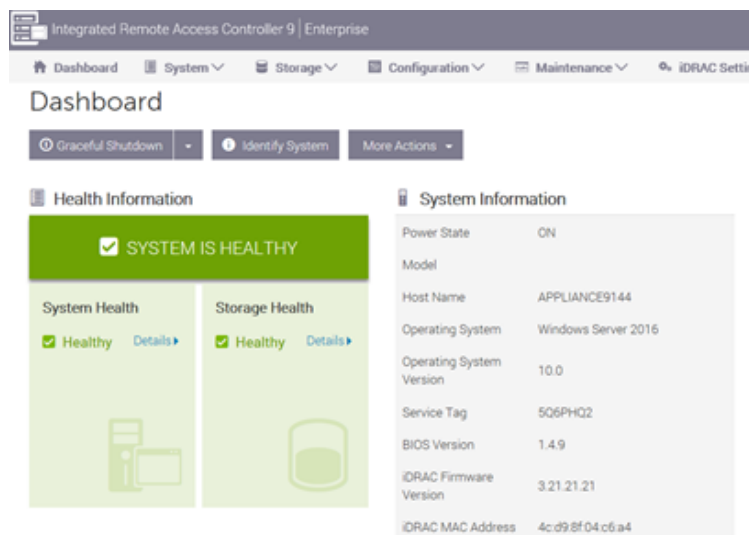 Integrated Remote Access Controller 9 | Enterprise
Dashboard System Storage Configuration Maintenance iDRAC
Dashboard
Graceful Shutdown Identify System More Actions
Health Information
SYSTEM IS HEALTHY
System Health
Healthy Details
Storage Health
Healthy Details
System Information
Power State ON
Model
Host Name APPLIANCE9144
Operating System Windows Server 2016
Operating System
Version 10.0
Service Tag 5Q6PHQ2
BIOS Version 1.4.9
iDRAC Firmware
Version 3.21.21.21
iDRAC MAC Address 4c:d9:8f:04:c6:a4